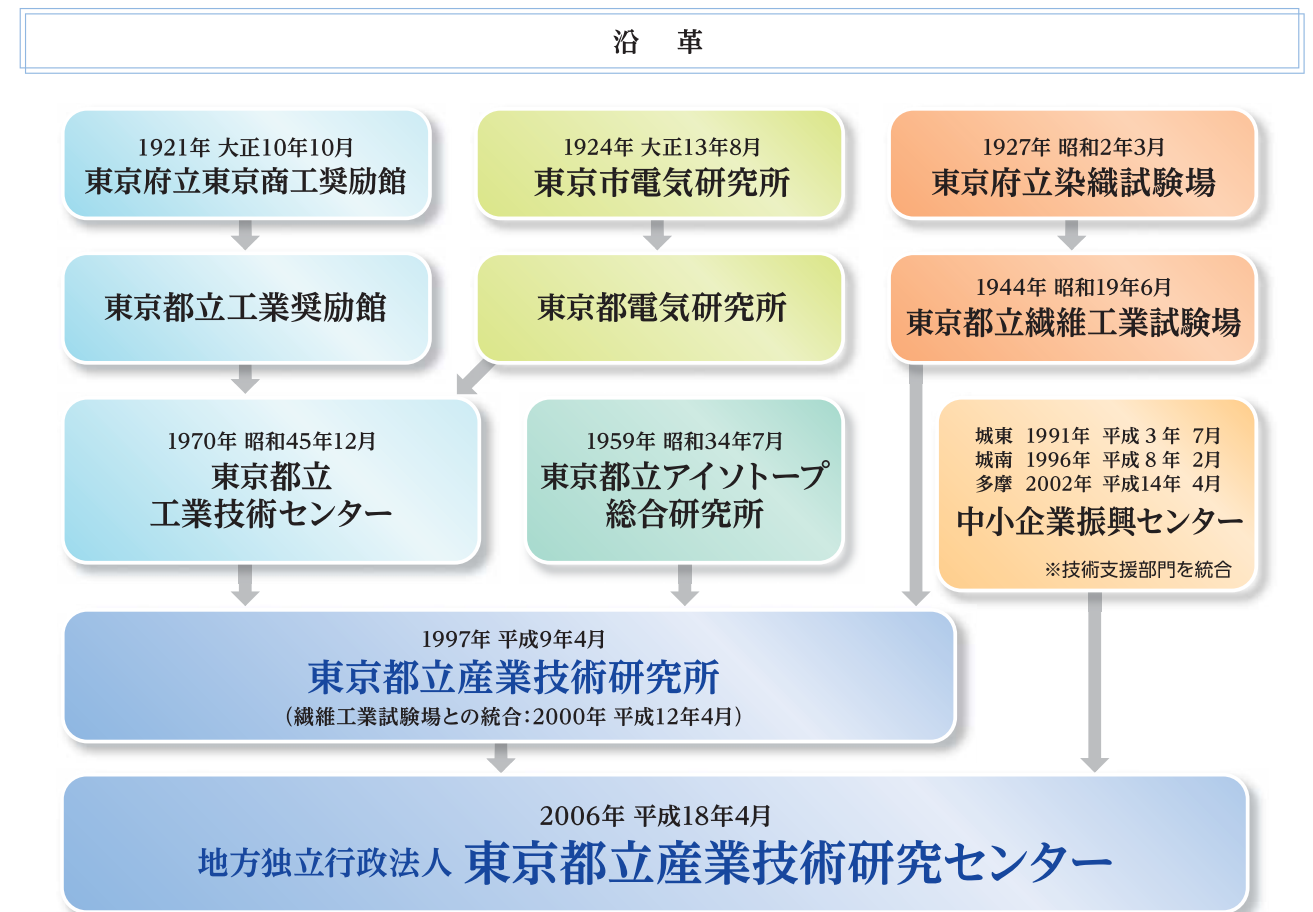 沿 革
1921年 大正10年10月
東京府立東京商工奨励館
1924年 大正13年8月
東京市電気研究所
1927年 昭和2年3月
東京府立染織試験場
東京都立工業奨励館
東京都電気研究所
1944年 昭和19年6月
東京都立繊維工業試験場
1970年 昭和45年12月
東京都立
工業技術センター
1959年 昭和34年7月
東京都立アイソトープ
総合研究所
城東 1991年 平成3年 7月
城南 1996年 平成8年 2月
多摩 2002年 平成14年 4月
中小企業振興センター
※技術支援部門を統合
1997年 平成9年4月
東京都立産業技術研究所
（繊維工業試験場との統合：2000年 平成12年4月）
2006年 平成18年4月
地方独立行政法人 東京都立産業技術研究センター